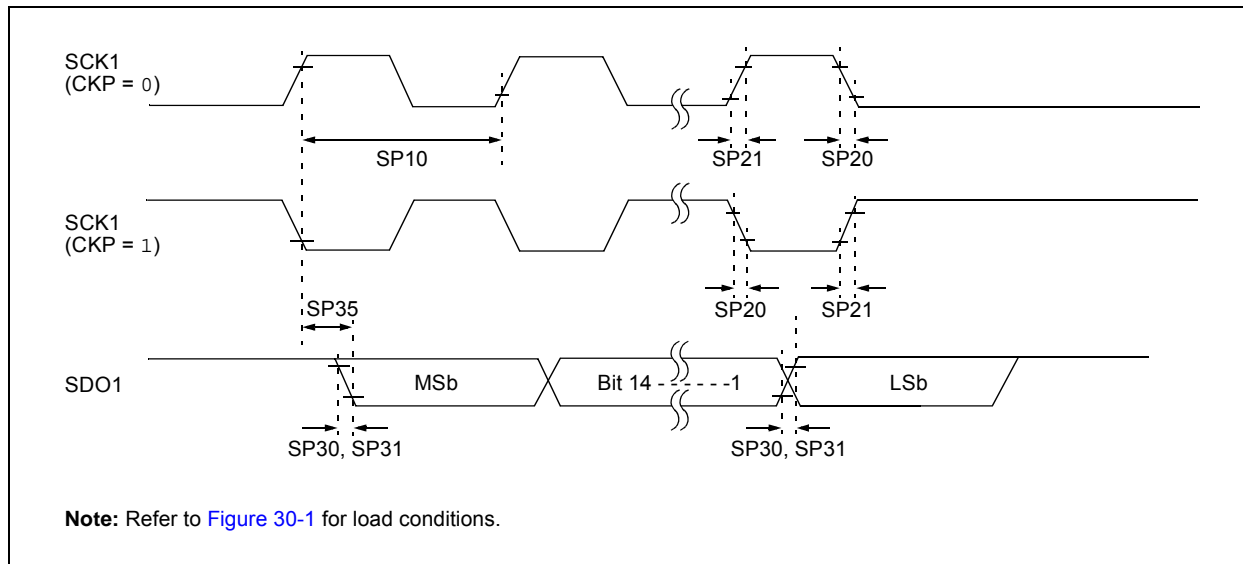 SCK1
(CKP = 0)
SP10
SP21
SP20
SCK1
(CKP = 1)
SP35
SP20
SP21
SDO1
MSb
Bit 14 - - - - - -1
LSb
SP30, SP31
SP30, SP31
Note: Refer to Figure 30-1 for load conditions.